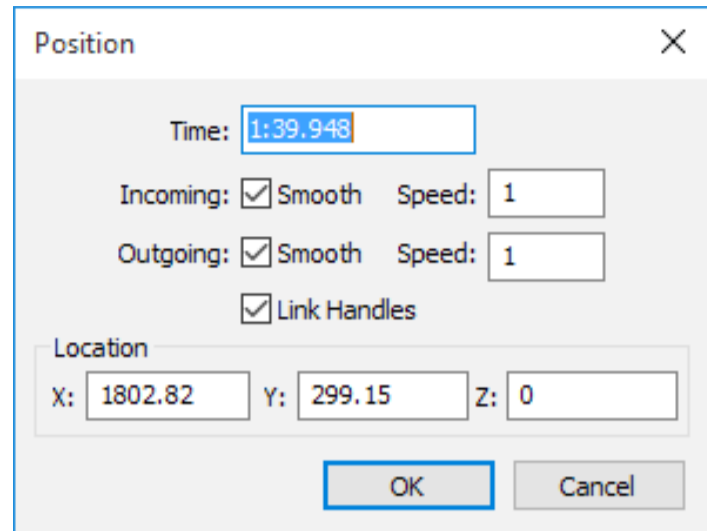 Position
Time: 1:39.948
Incoming: Smooth Speed: 1
Outgoing: Smooth Speed: 1
Link Handles
Location
X: 1802.82 Y: 299.15 Z: 0
OK Cancel